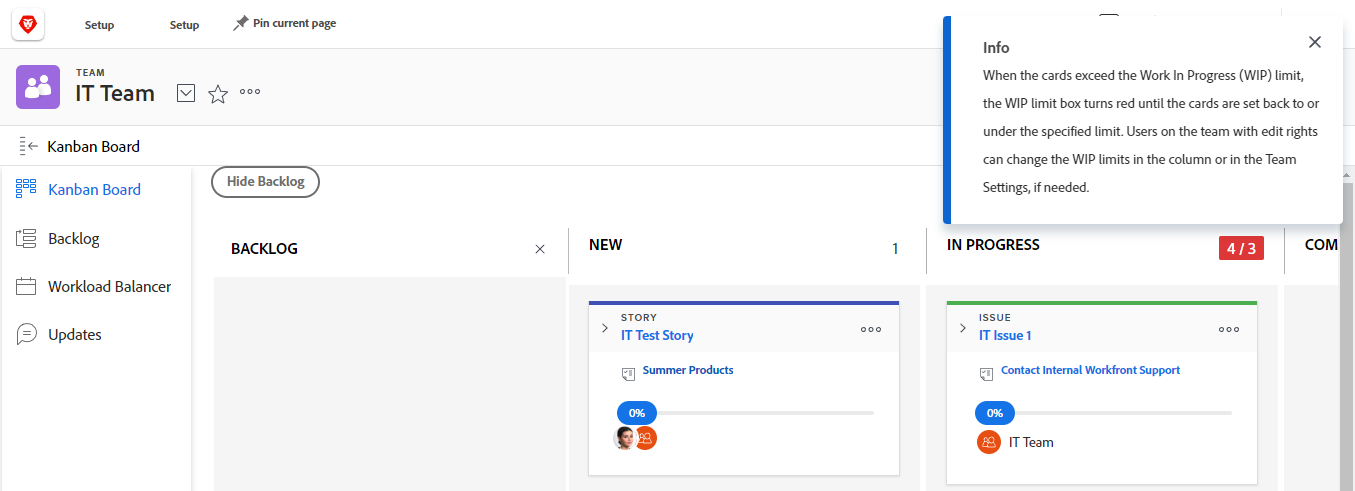 Setup
Setup
Pin current page
TEAM
IT Team
Info
When the cards exceed the Work In Progress (WIP) limit,
the WIP limit box turns red until the cards are set back to or
under the specified limit. Users on the team with edit rights
can change the WIP limits in the column or in the Team
Settings, if needed.
Kanban Board
Kanban Board
Backlog
Workload Balancer
Updates
Hide Backlog
BACKLOG
NEW
1
IN PROGRESS
4 / 3
COM
STORY
IT Test Story
Summer Products
0%
ISSUE
IT Issue 1
Contact Internal Workfront Support
0%
IT Team